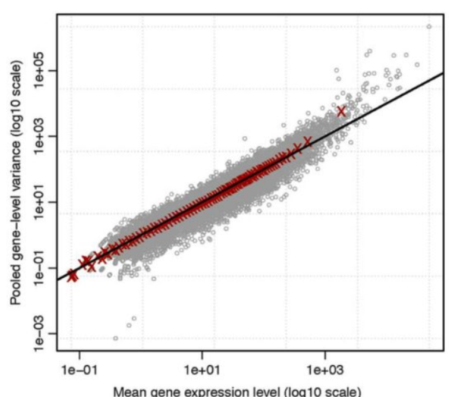 Pooled gene-level variance (log10 scale)
1e+05
1e+03
1e+01
1e-01
1e-03
1e-01 1e+01 1e+03
Mean gene expression level (log10 scale)